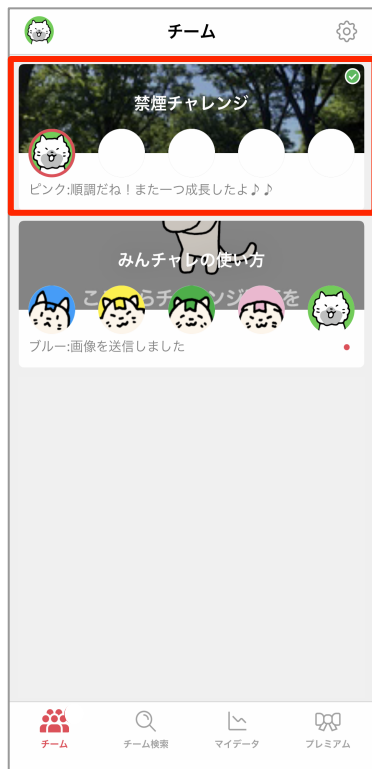 チーム
禁煙チャレンジ
ピンク:順調だね！また一つ成長したよ♪♪
みんチャレの使い方
ブルー:画像を送信しました
チーム
チーム検索
マイデータ
プレミアム